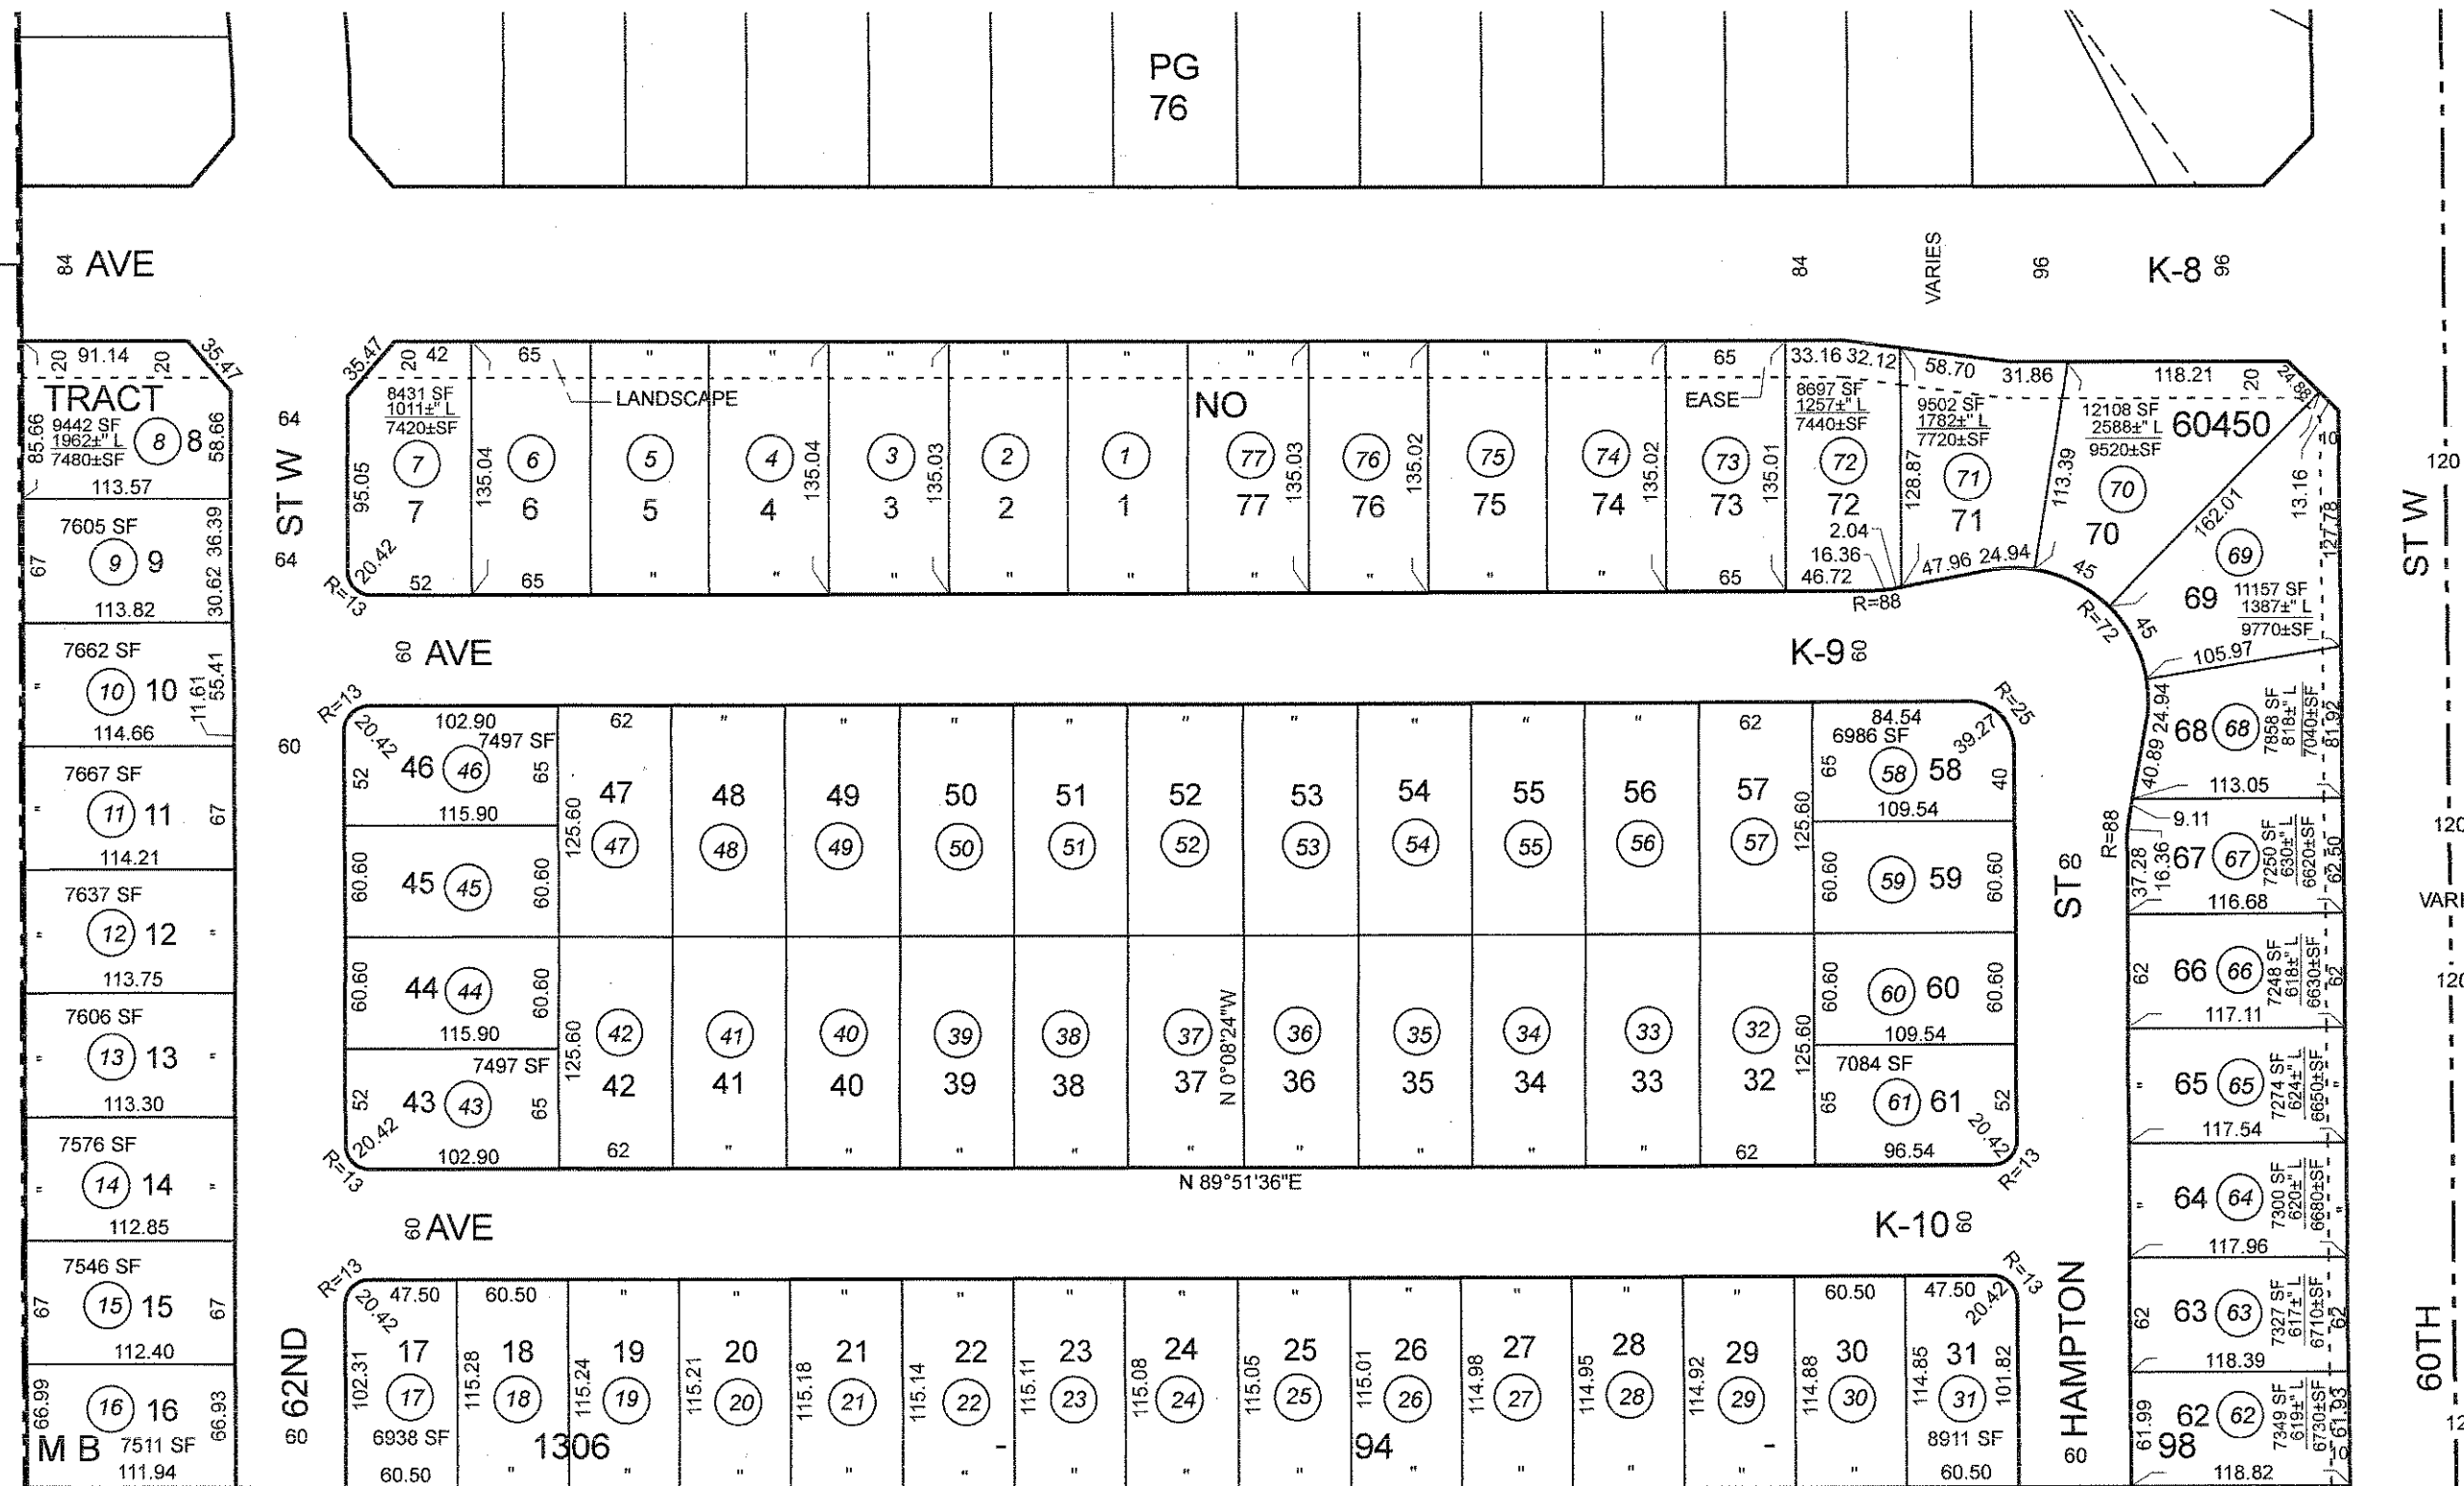 PG
76
84 AVE
84
VARIES
96
K-8 96
20 91.14 20 35.47
TRACT
9442 SF
1962±" L
7480±SF
8 8
85.66
58.66
113.57
7605 SF
9 9
67
30.62 36.39
113.82
7662 SF
" 10 10
11.61
55.41
114.66
7667 SF
" 11 11 67
114.21
7637 SF
" 12 12 "
113.75
7606 SF
" 13 13 "
113.30
7576 SF
" 14 14 "
112.85
7546 SF
67 15 15 67
112.40
66.99 16 16 66.93
M B 7511 SF
111.94
64
ST W
64
60
62ND
60
35.47 20 42 65 " " " " " " " " " 65 33.16 32.12 58.70 31.86 118.21 20 24.88
LANDSCAPE
NO
EASE
60450
8431 SF
1011±" L
7420±SF
8697 SF
1257±" L
7440±SF
9502 SF
1782±" L
7720±SF
12108 SF
2588±" L
9520±SF
7 6 5 4 3 2 1 77 76 75 74 73 72 71 70
95.05 135.04 135.04 135.03 135.03 135.02 135.02 135.01 128.87 113.39 162.01 13.16 127.78
10
7 6 5 4 3 2 1 77 76 75 74 73 72 71 70
2.04
16.36
R=13 20.42 52 65 " " " " " " " " " 65 46.72 47.96 24.94 45
R=88
R=72
69
69 11157 SF
1387±" L
9770±SF
45
105.97
60 AVE
K-9 60
R=13 20.42 102.90 62 " " " " " " " " " 62 84.54 39.27 R=25
7497 SF
46 46
52 65
115.90
6986 SF
65 58 58 40
109.54
47 48 49 50 51 52 53 54 55 56 57
47 48 49 50 51 52 53 54 55 56 57
125.60 125.60
60.60 45 45 60.60
60.60 59 59 60.60
60.60 44 44 60.60
115.90
60.60 60 60 60.60
109.54
125.60 N 0°08'24"W 125.60
42 41 40 39 38 37 36 35 34 33 32
42 41 40 39 38 37 36 35 34 33 32
7497 SF
52 43 43 65
7084 SF
65 61 61 52
R=13 20.42 102.90 62 " " " " " " " " " 62 96.54 20.42 R=13
N 89°51'36"E
60 AVE
K-10 60
R=13 20.42 47.50 60.50 " " " " " " " " " " " 60.50 47.50 20.42 R=13
17 18 19 20 21 22 23 24 25 26 27 28 29 30 31
102.31 115.28 115.24 115.21 115.18 115.14 115.11 115.08 115.05 115.01 114.98 114.95 114.92 114.88 114.85 101.82
17 18 19 20 21 22 23 24 25 26 27 28 29 30 31
6938 SF 1306 - 94 - 8911 SF 98
60.50 " " " " " " " " " " " " " 60.50
ST 60
HAMPTON
60
24.94
40.89
68 68
7858 SF
818±" L
7040±SF
81.92
113.05
R=88
9.11
37.28
16.36
67 67
7250 SF
630±" L
6620±SF
62.50
116.68
62 66 66
7248 SF
618±" L
6630±SF
62
117.11
" 65 65
7274 SF
624±" L
6650±SF
"
117.54
" 64 64
7300 SF
620±" L
6680±SF
"
117.96
62 63 63
7327 SF
617±" L
6710±SF
62
118.39
61.99 62 62
7349 SF
619±" L
6730±SF
61.93
10
118.82
120
ST W
120
120
60TH